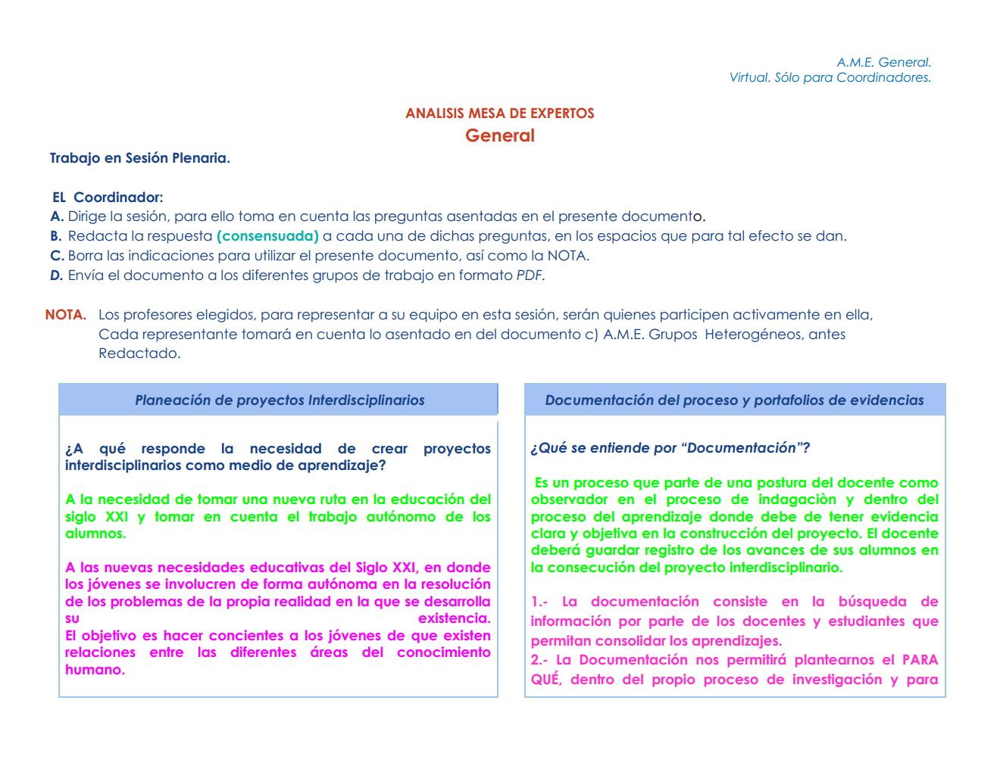 A.M.E. General.
Virtual. Sólo para Coordinadores.
ANALISIS MESA DE EXPERTOS
General
Trabajo en Sesión Plenaria.
EL Coordinador:
A. Dirige la sesión, para ello toma en cuenta las preguntas asentadas en el presente documento.
B. Redacta la respuesta (consensuada) a cada una de dichas preguntas, en los espacios que para tal efecto se dan.
C. Borra las indicaciones para utilizar el presente documento, así como la NOTA.
D. Envía el documento a los diferentes grupos de trabajo en formato PDF.
NOTA. Los profesores elegidos, para representar a su equipo en esta sesión, serán quienes participen activamente en ella,
Cada representante tomará en cuenta lo asentado en del documento c) A.M.E. Grupos Heterogéneos, antes
Redactado.
Planeación de proyectos Interdisciplinarios
¿A qué responde la necesidad de crear proyectos
interdisciplinarios como medio de aprendizaje?
A la necesidad de tomar una nueva ruta en la educación del
siglo XXI y tomar en cuenta el trabajo autónomo de los
alumnos.
A las nuevas necesidades educativas del Siglo XXI, en donde
los jóvenes se involucren de forma autónoma en la resolución
de los problemas de la propia realidad en la que se desarrolla
su existencia.
El objetivo es hacer concientes a los jóvenes de que existen
relaciones entre las diferentes áreas del conocimiento
humano.
Documentación del proceso y portafolios de evidencias
¿Qué se entiende por “Documentación”?
Es un proceso que parte de una postura del docente como
observador en el proceso de indagaciòn y dentro del
proceso del aprendizaje donde debe de tener evidencia
clara y objetiva en la construcción del proyecto. El docente
deberá guardar registro de los avances de sus alumnos en
la consecución del proyecto interdisciplinario.
1.- La documentación consiste en la búsqueda de
información por parte de los docentes y estudiantes que
permitan consolidar los aprendizajes.
2.- La Documentación nos permitirá plantearnos el PARA
QUÉ, dentro del propio proceso de investigación y para